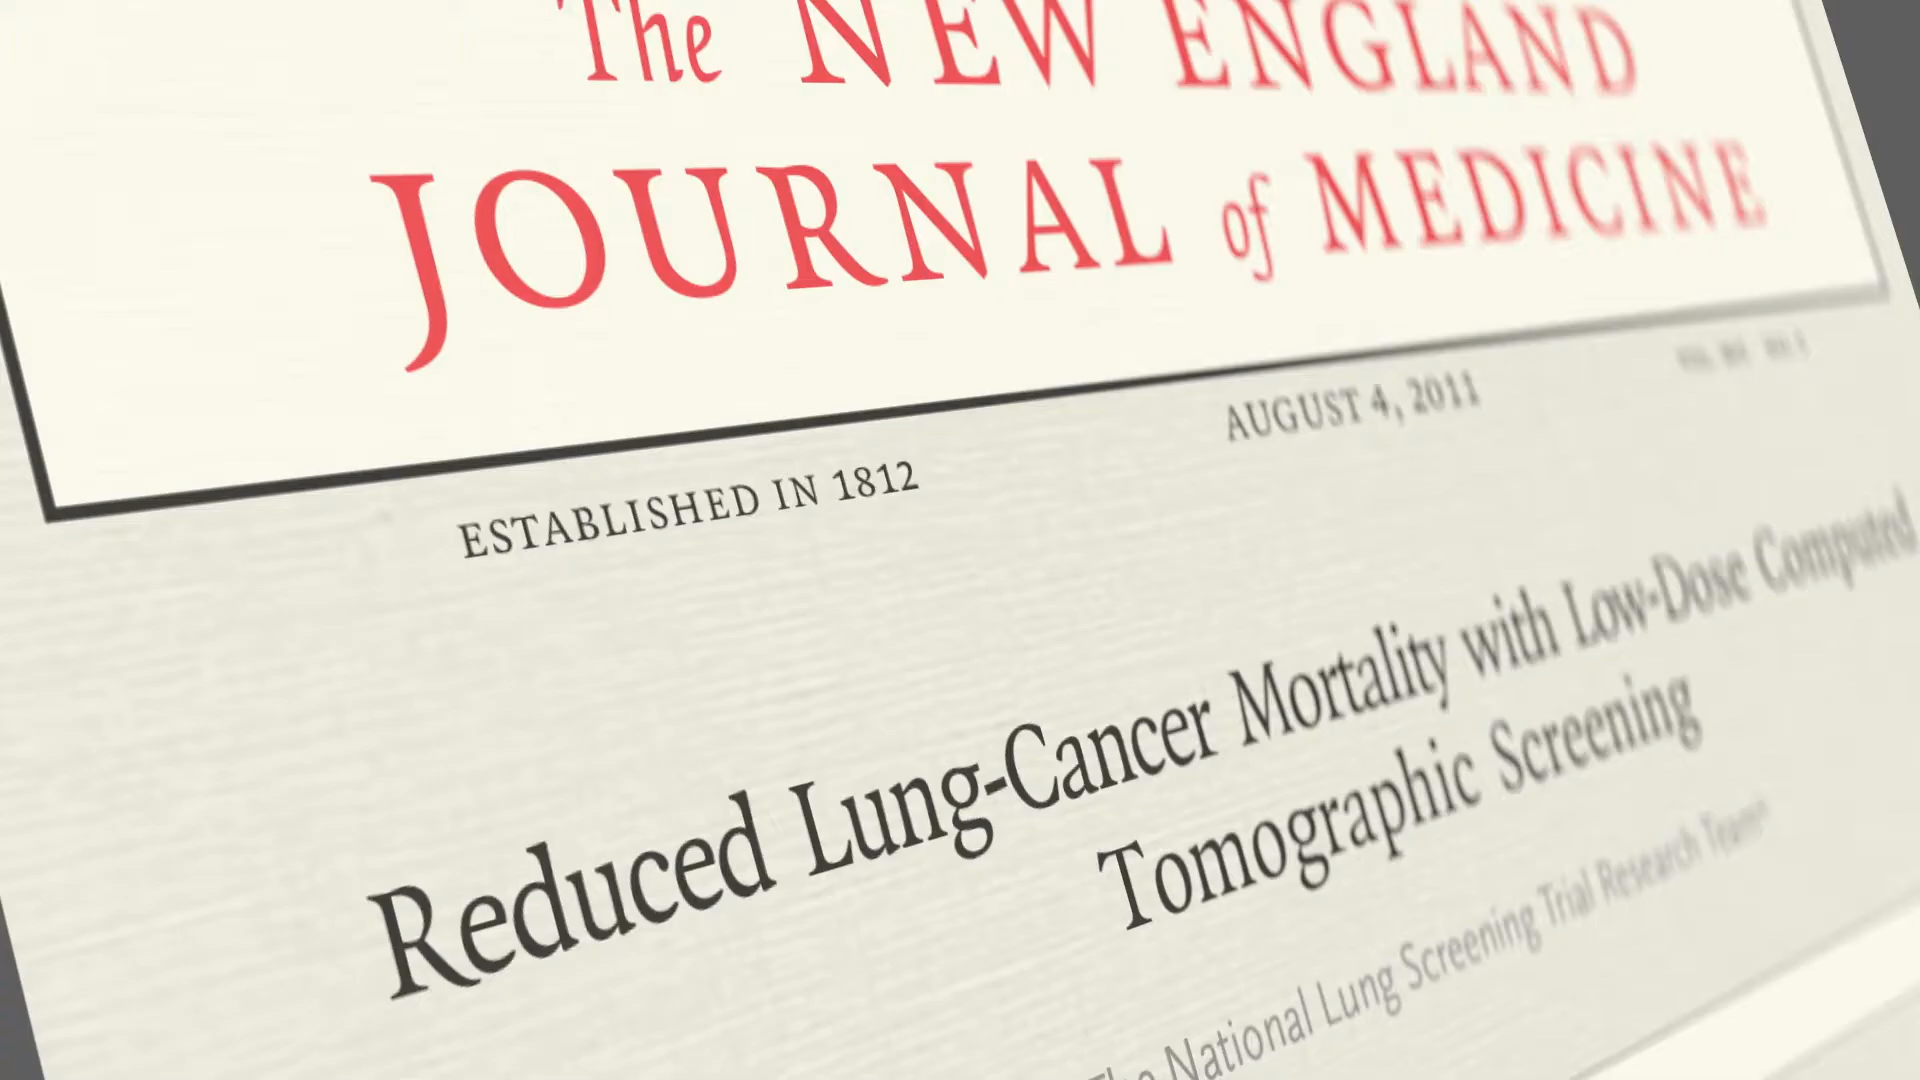 The NEW ENGLAND
JOURNAL of MEDICINE
ESTABLISHED IN 1812
AUGUST 4, 2011
Reduced Lung-Cancer Mortality with Low-Dose Computed
Tomographic Screening
The National Lung Screening Trial Research Team*